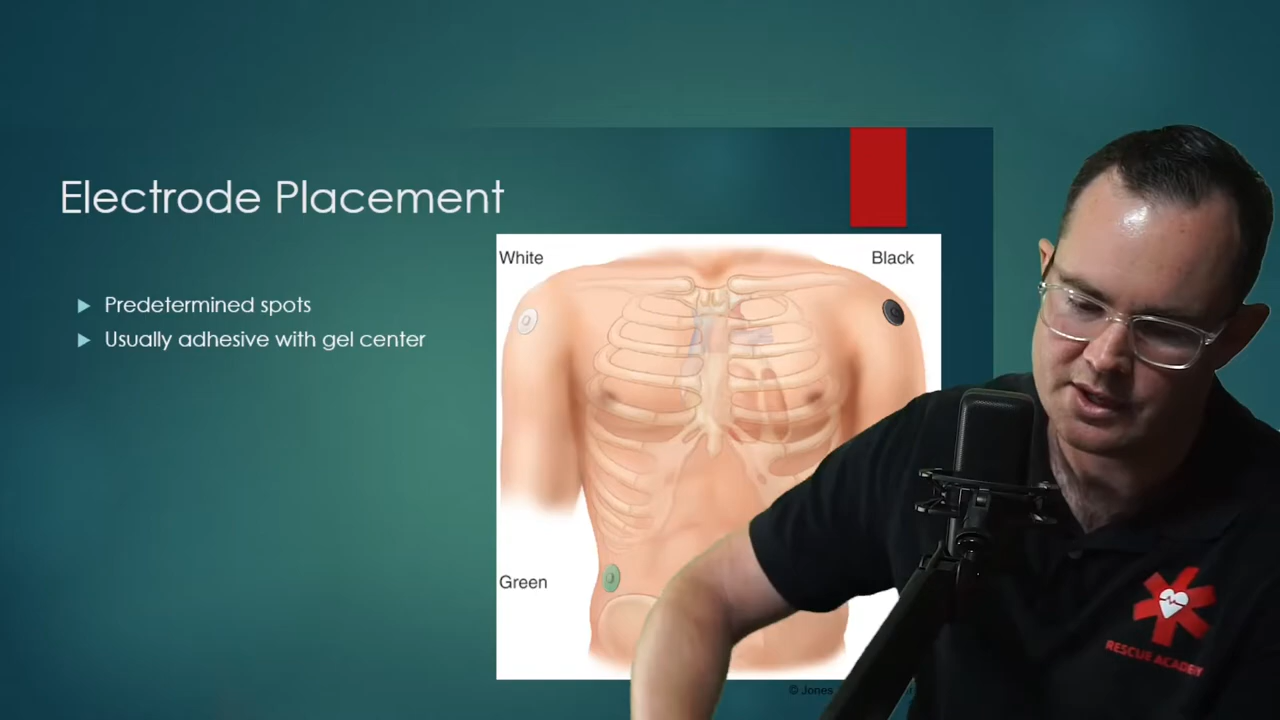 Electrode Placement
Predetermined spots
Usually adhesive with gel center
White
Black
Green
© Jones
RESCUE ACADEMY